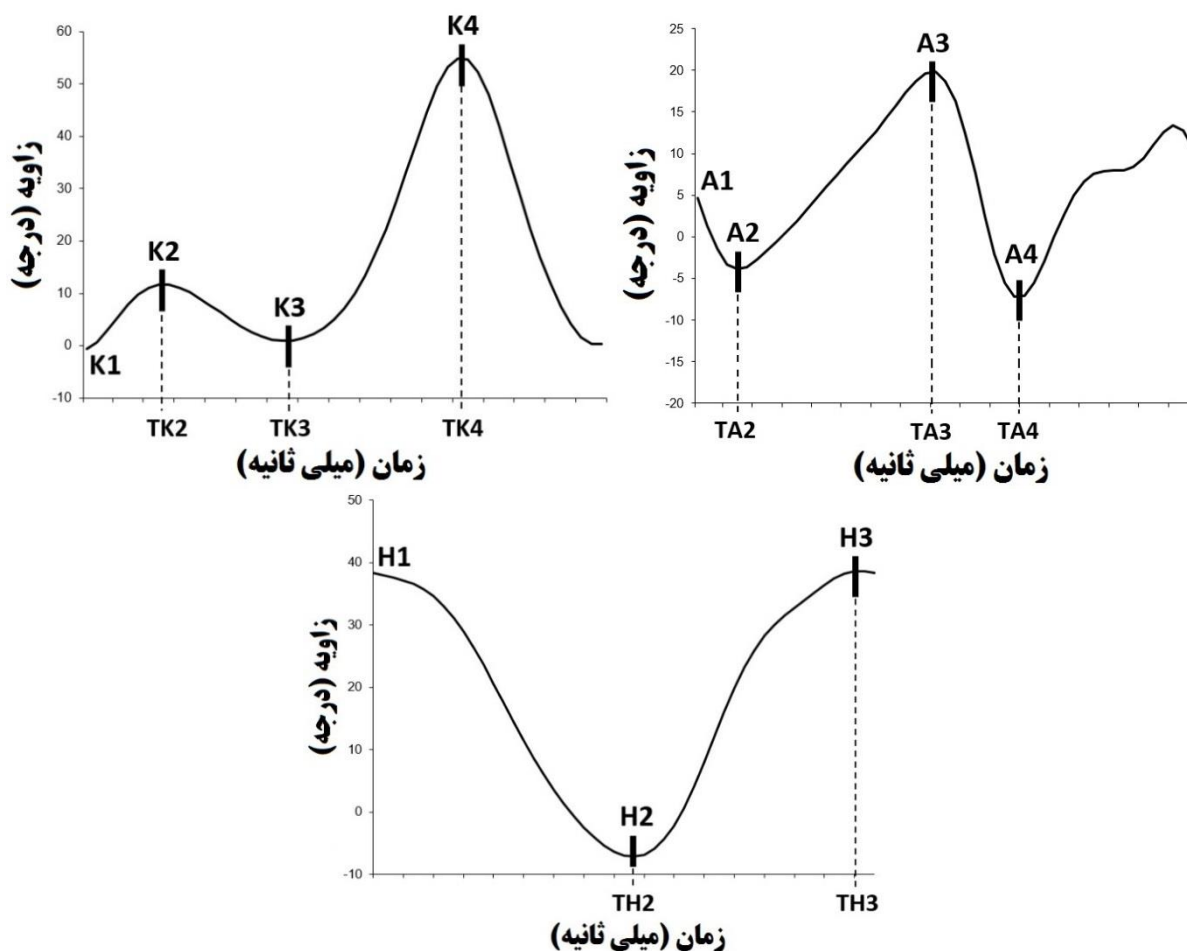 60
50
40
30
20
10
0
-10
زاویه (درجه)
K1
K2
K3
K4
TK2
TK3
TK4
زمان (میلی ثانیه)
25
20
15
10
5
0
-5
-10
-15
-20
زاویه (درجه)
A1
A2
A3
A4
TA2
TA3
TA4
زمان (میلی ثانیه)
50
40
30
20
10
0
-10
زاویه (درجه)
H1
H2
H3
TH2
TH3
زمان (میلی ثانیه)